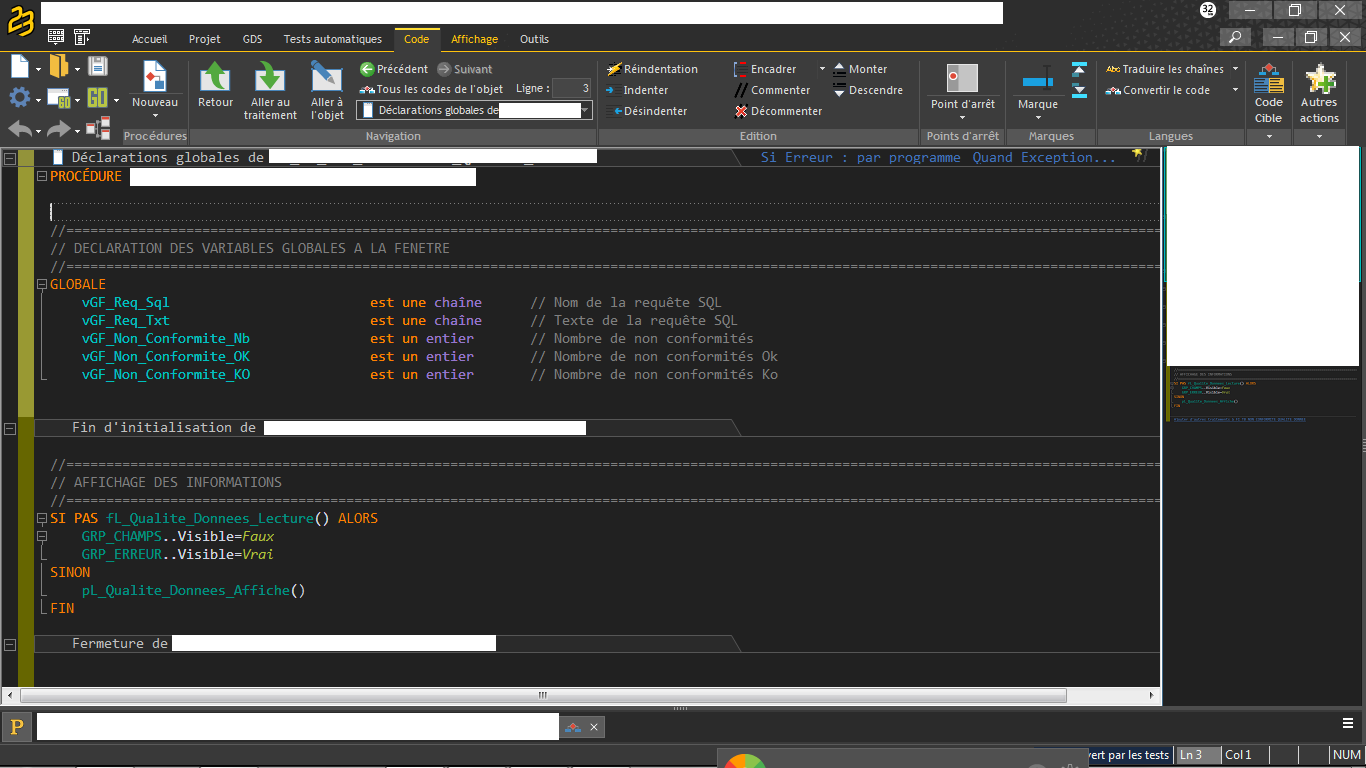 23
32
Accueil Projet GDS Tests automatiques Code Affichage Outils
Nouveau
Procédures
Retour
Aller au traitement
Aller à l'objet
Précédent Suivant
Tous les codes de l'objet Ligne : 3
Déclarations globales de
Navigation
Réindentation Encadrer Monter
Indenter // Commenter Descendre
Désindenter Décommenter
Edition
Point d'arrêt
Points d'arrêt
Marque
Marques
Abc Traduire les chaînes
Convertir le code
Langues
Code Cible
Autres actions
GO
Déclarations globales de
Si Erreur : par programme Quand Exception... //
PROCÉDURE
//=====================================================================
// DECLARATION DES VARIABLES GLOBALES A LA FENETRE
//=====================================================================
GLOBALE
vGF_Req_Sql est une chaîne // Nom de la requête SQL
vGF_Req_Txt est une chaîne // Texte de la requête SQL
vGF_Non_Conformite_Nb est un entier // Nombre de non conformités
vGF_Non_Conformite_OK est un entier // Nombre de non conformités Ok
vGF_Non_Conformite_KO est un entier // Nombre de non conformités Ko
Fin d'initialisation de
//=====================================================================
// AFFICHAGE DES INFORMATIONS
//=====================================================================
SI PAS fL_Qualite_Donnees_Lecture() ALORS
GRP_CHAMPS..Visible=Faux
GRP_ERREUR..Visible=Vrai
SINON
pL_Qualite_Donnees_Affiche()
FIN
Fermeture de
P
vert par les tests Ln 3 Col 1 NUM